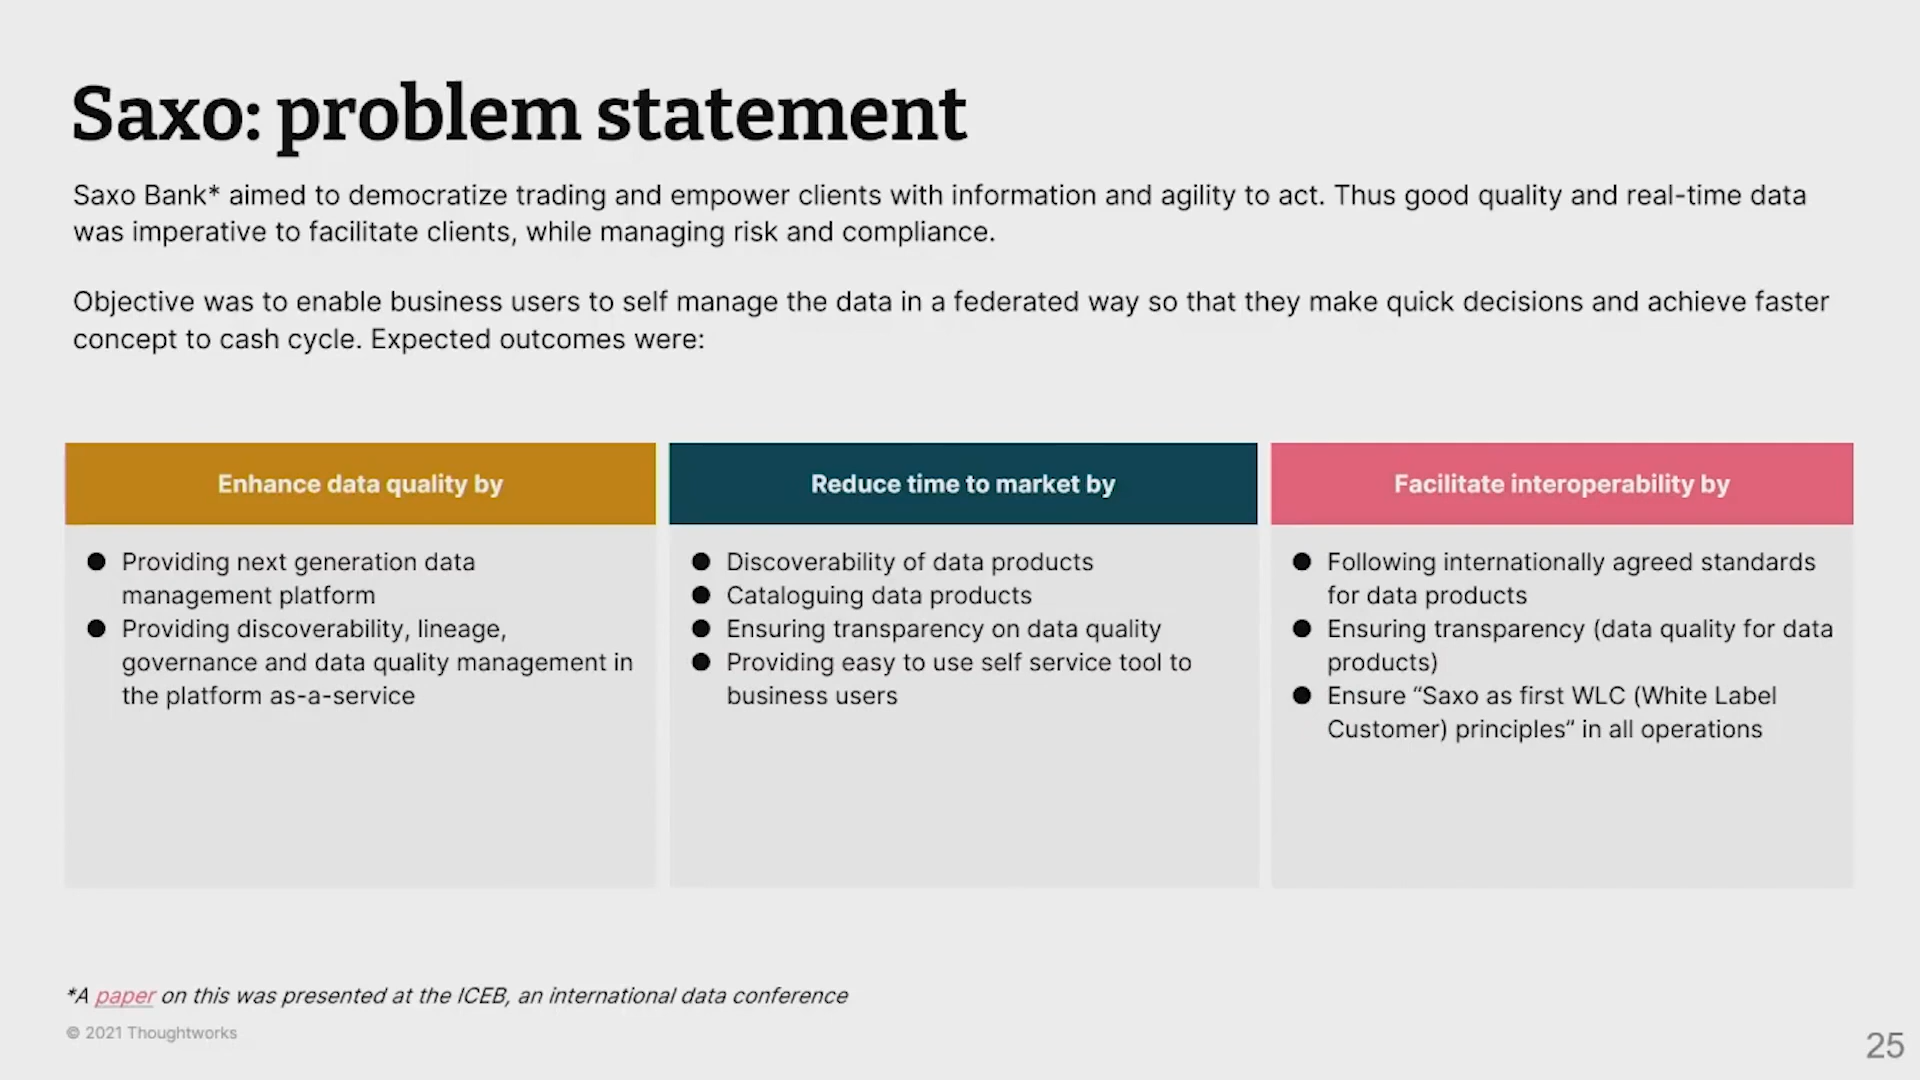 Saxo: problem statement
Saxo Bank* aimed to democratize trading and empower clients with information and agility to act. Thus good quality and real-time data
was imperative to facilitate clients, while managing risk and compliance.
Objective was to enable business users to self manage the data in a federated way so that they make quick decisions and achieve faster
concept to cash cycle. Expected outcomes were:
Enhance data quality by
● Providing next generation data
management platform
● Providing discoverability, lineage,
governance and data quality management in
the platform as-a-service
Reduce time to market by
● Discoverability of data products
● Cataloguing data products
● Ensuring transparency on data quality
● Providing easy to use self service tool to
business users
Facilitate interoperability by
● Following internationally agreed standards
for data products
● Ensuring transparency (data quality for data
products)
● Ensure “Saxo as first WLC (White Label
Customer) principles” in all operations
*A paper on this was presented at the ICEB, an international data conference
© 2021 Thoughtworks
25